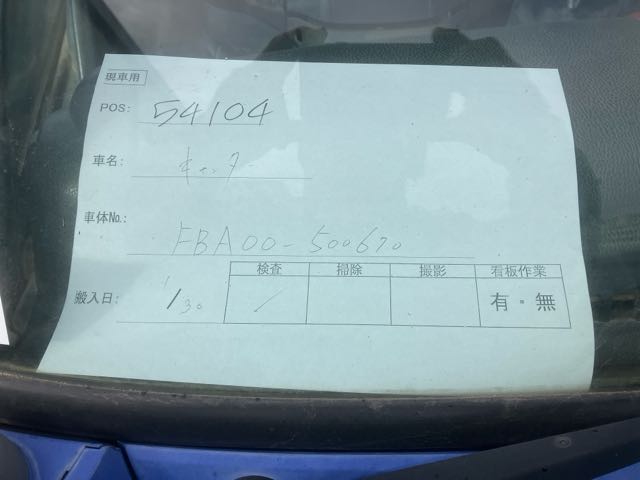 現車用
POS: 54104
車名: キャンタ
車体No.: FBA00-500670
検査 掃除 撮影 看板作業
搬入日: 1/30 / 有・無